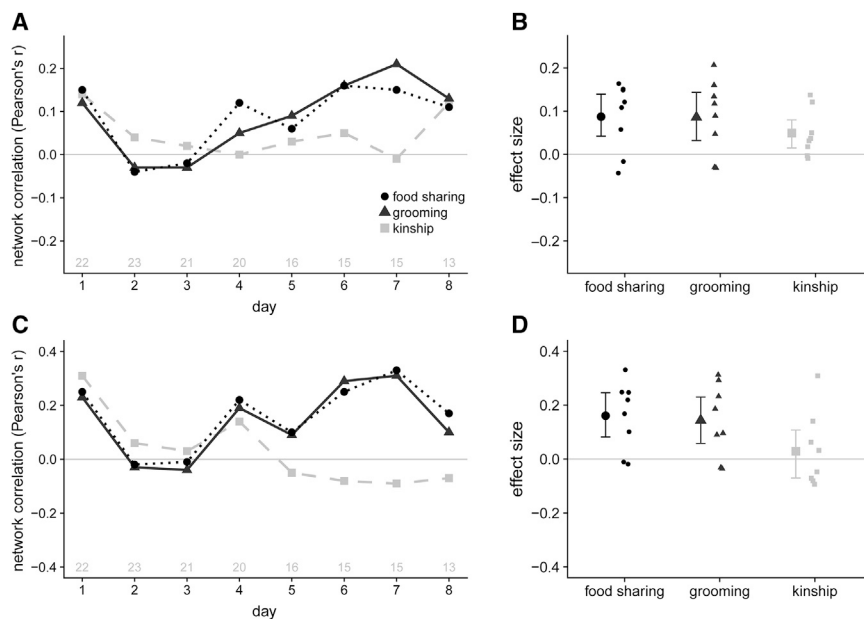 A
network correlation (Pearson's r)
0.2
0.1
0.0
−0.1
−0.2
food sharing
grooming
kinship
22 23 21 20 16 15 15 13
1 2 3 4 5 6 7 8
day
B
effect size
0.2
0.1
0.0
−0.1
−0.2
food sharing grooming kinship
C
network correlation (Pearson's r)
0.4
0.2
0.0
−0.2
−0.4
22 23 21 20 16 15 15 13
1 2 3 4 5 6 7 8
day
D
effect size
0.4
0.2
0.0
−0.2
−0.4
food sharing grooming kinship